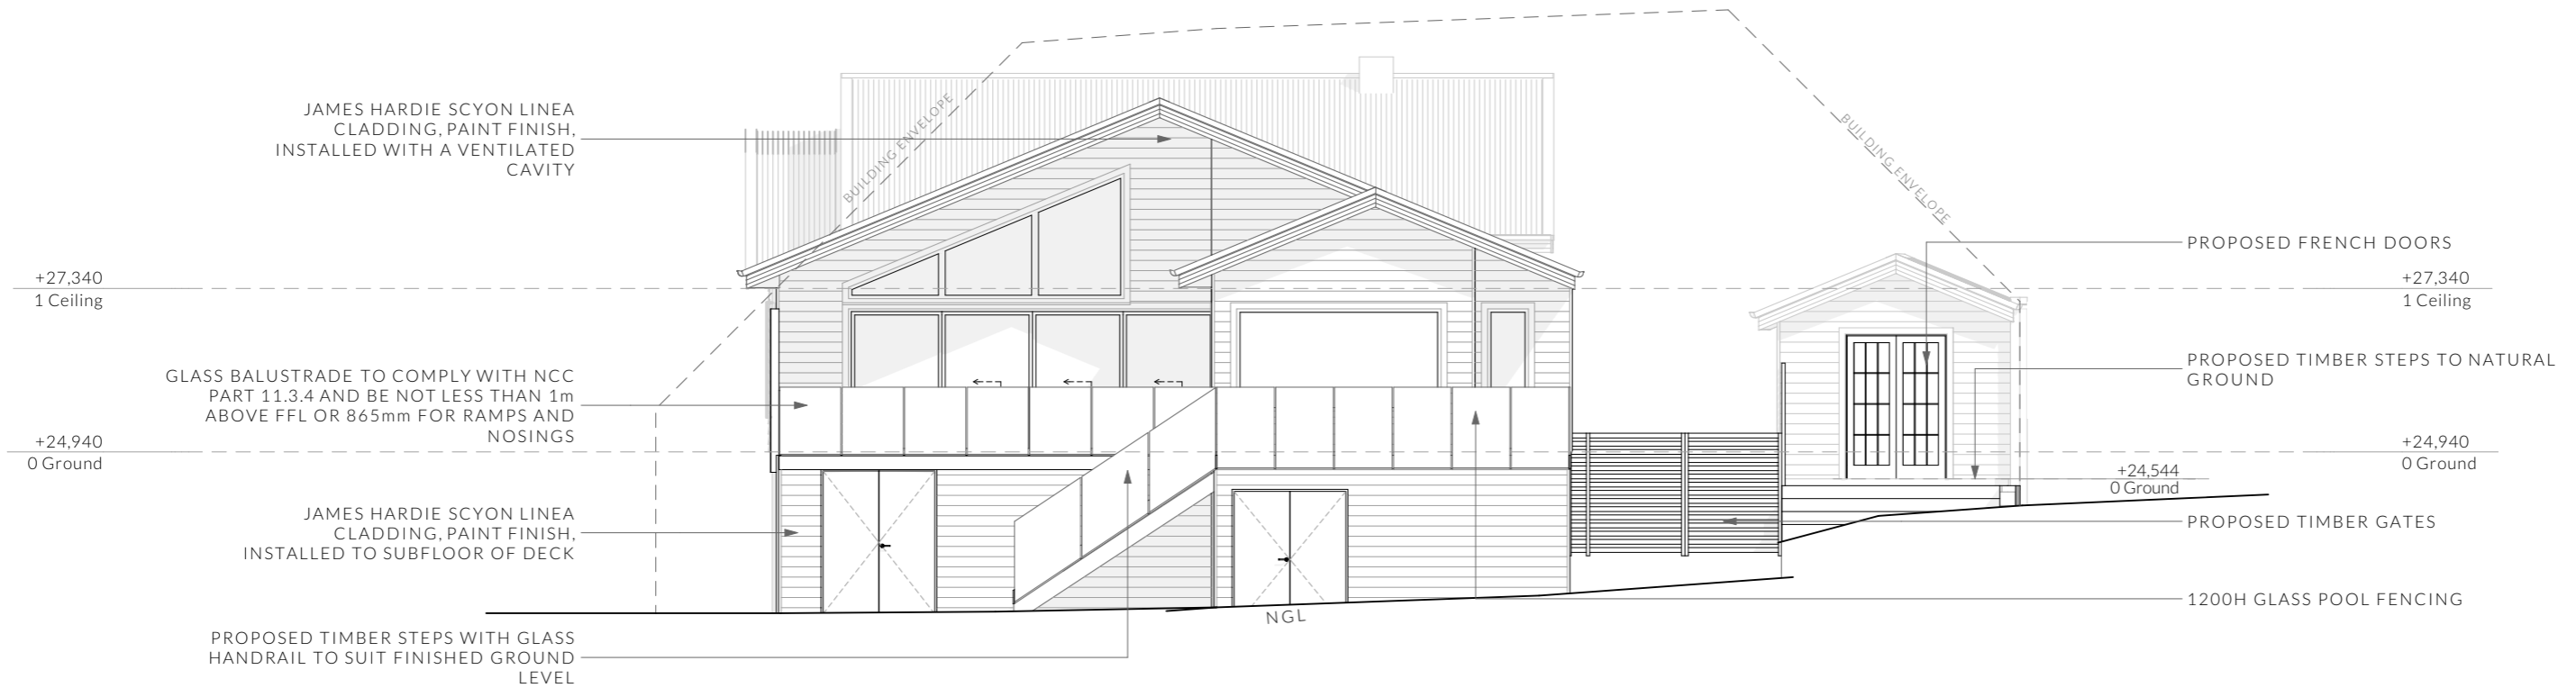 JAMES HARDIE SCYON LINEA
CLADDING, PAINT FINISH,
INSTALLED WITH A VENTILATED
CAVITY
BUILDING ENVELOPE
BUILDING ENVELOPE
PROPOSED FRENCH DOORS
+27,340
1 Ceiling
+27,340
1 Ceiling
GLASS BALUSTRADE TO COMPLY WITH NCC
PART 11.3.4 AND BE NOT LESS THAN 1m
ABOVE FFL OR 865mm FOR RAMPS AND
NOSINGS
PROPOSED TIMBER STEPS TO NATURAL
GROUND
+24,940
0 Ground
+24,940
0 Ground
+24,544
0 Ground
JAMES HARDIE SCYON LINEA
CLADDING, PAINT FINISH,
INSTALLED TO SUBFLOOR OF DECK
PROPOSED TIMBER GATES
1200H GLASS POOL FENCING
NGL
PROPOSED TIMBER STEPS WITH GLASS
HANDRAIL TO SUIT FINISHED GROUND
LEVEL